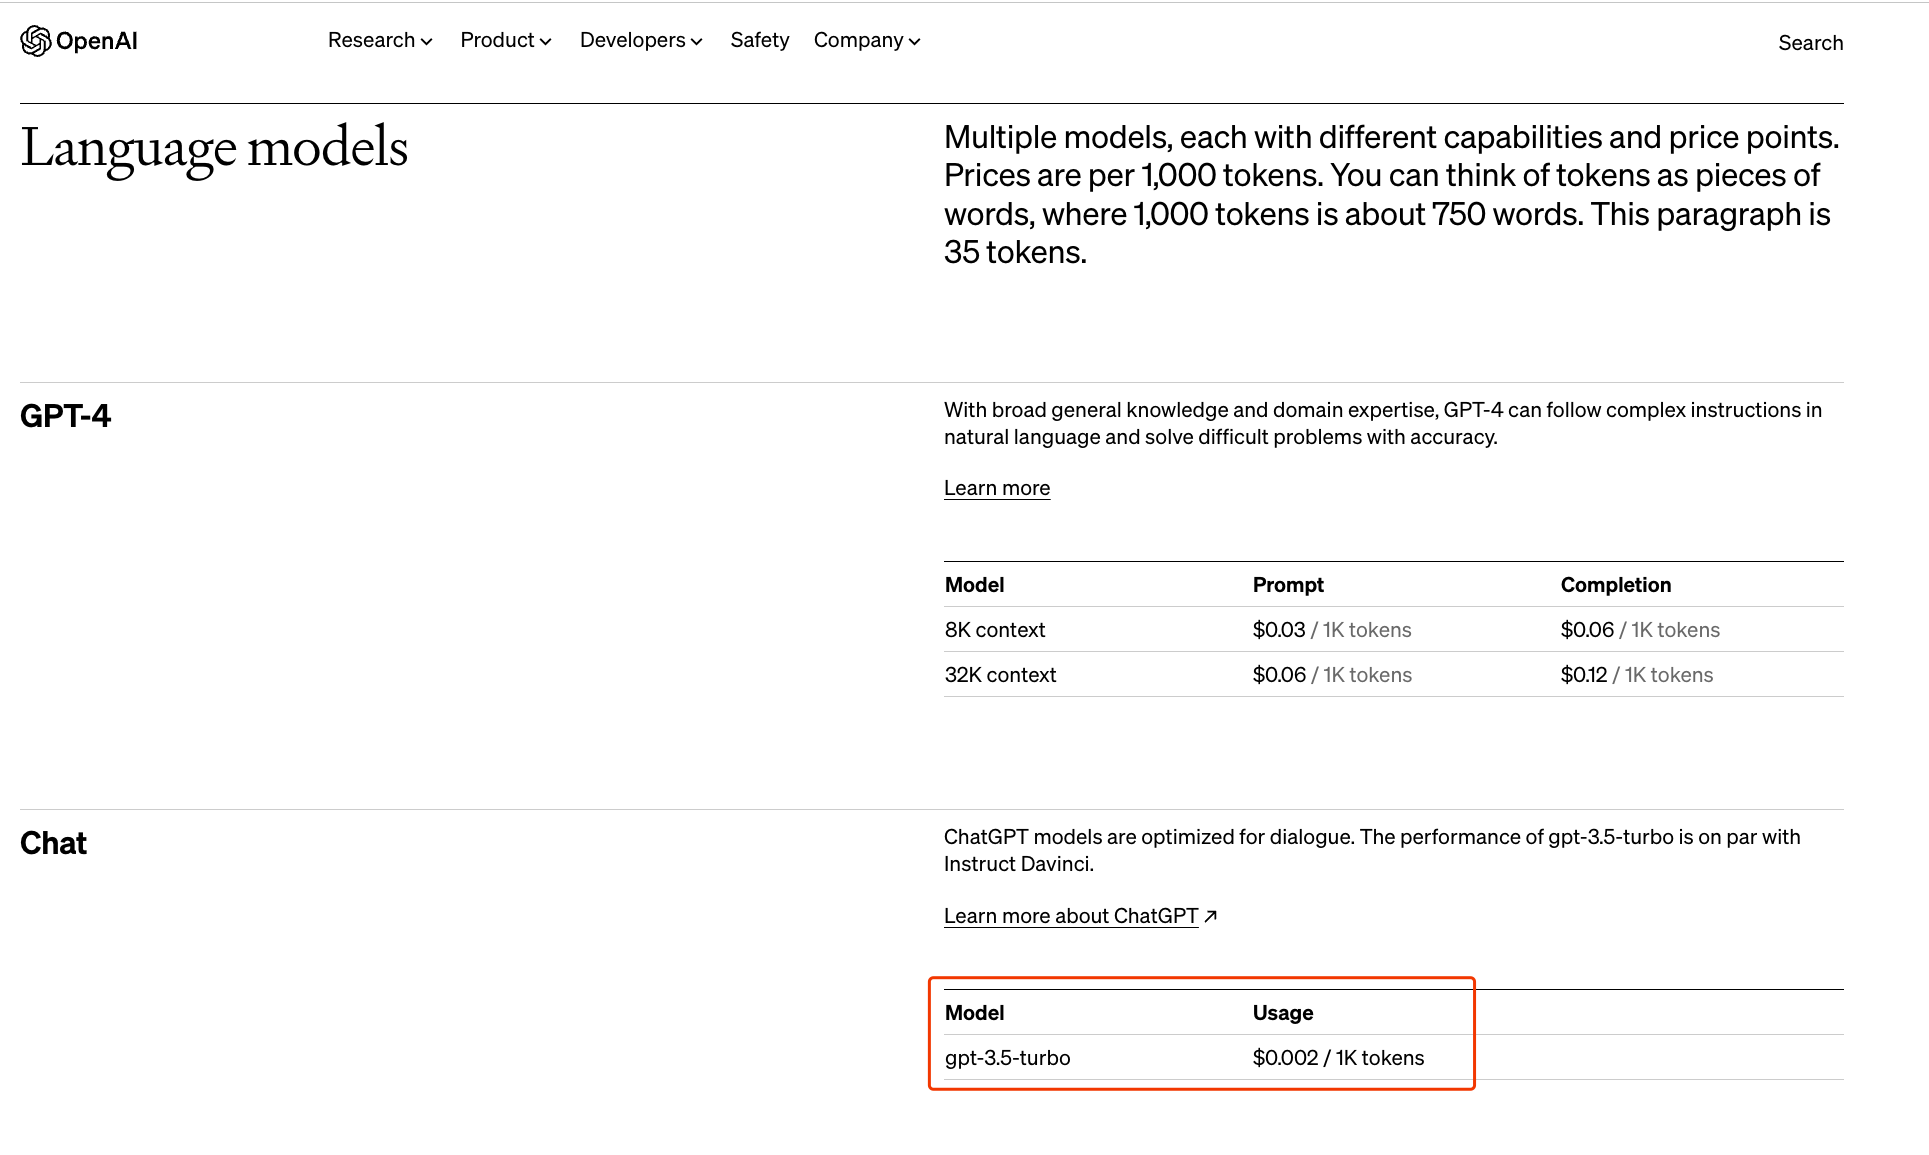 OpenAI
Research Product Developers Safety Company Search
Language models
Multiple models, each with different capabilities and price points.
Prices are per 1,000 tokens. You can think of tokens as pieces of
words, where 1,000 tokens is about 750 words. This paragraph is
35 tokens.
GPT-4
With broad general knowledge and domain expertise, GPT-4 can follow complex instructions in
natural language and solve difficult problems with accuracy.
Learn more
Model Prompt Completion
8K context $0.03 / 1K tokens $0.06 / 1K tokens
32K context $0.06 / 1K tokens $0.12 / 1K tokens
Chat
ChatGPT models are optimized for dialogue. The performance of gpt-3.5-turbo is on par with
Instruct Davinci.
Learn more about ChatGPT ↗
Model Usage
gpt-3.5-turbo $0.002 / 1K tokens